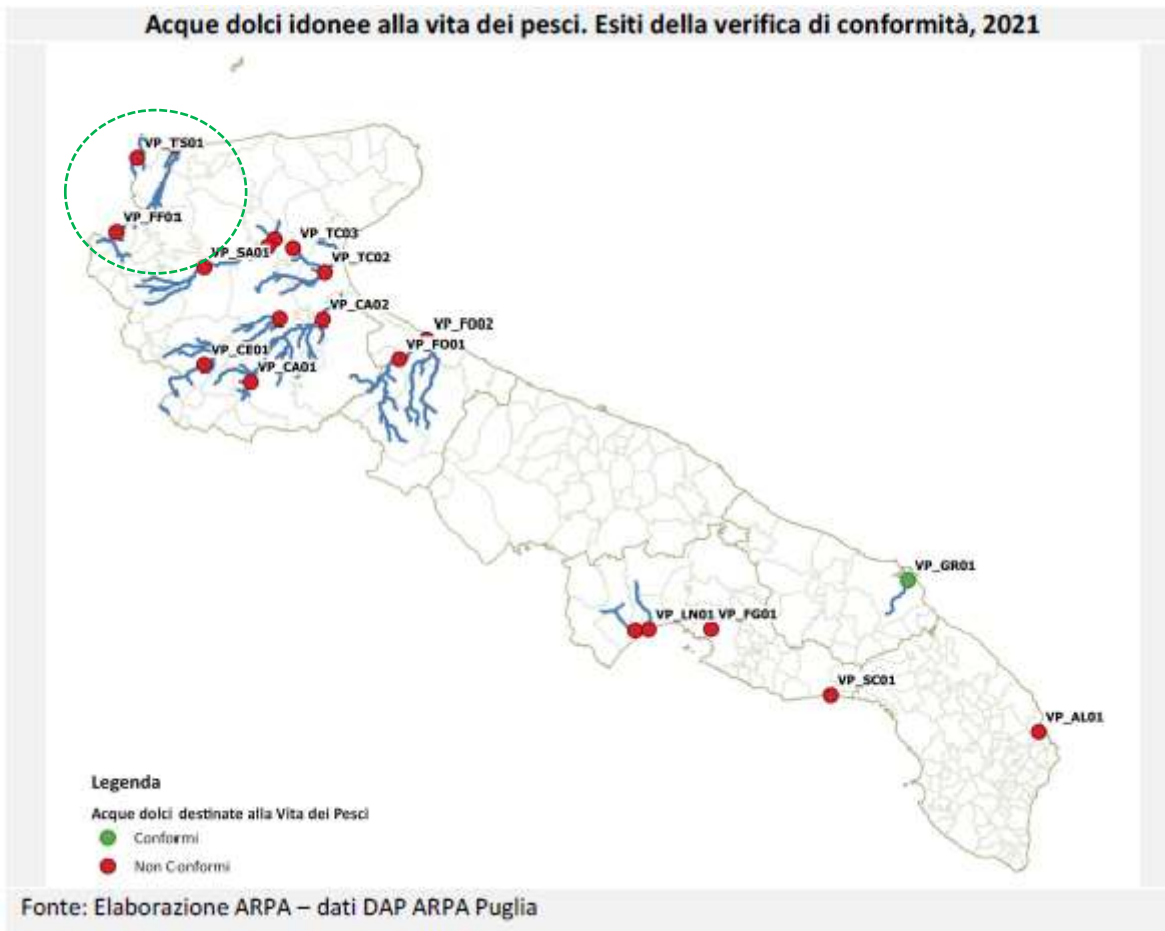 Acque dolci idonee alla vita dei pesci. Esiti della verifica di conformità, 2021
VP_TS01
VP_FF01
VP_TC03
VP_SA01
VP_TC02
VP_CA02
VP_FO02
VP_FO01
VP_CE01
VP_CA01
VP_GR01
VP_LN01 VP_FG01
VP_SC01
VP_AL01
Legenda
Acque dolci destinate alla Vita dei Pesci
Conformi
Non Conformi
Fonte: Elaborazione ARPA – dati DAP ARPA Puglia